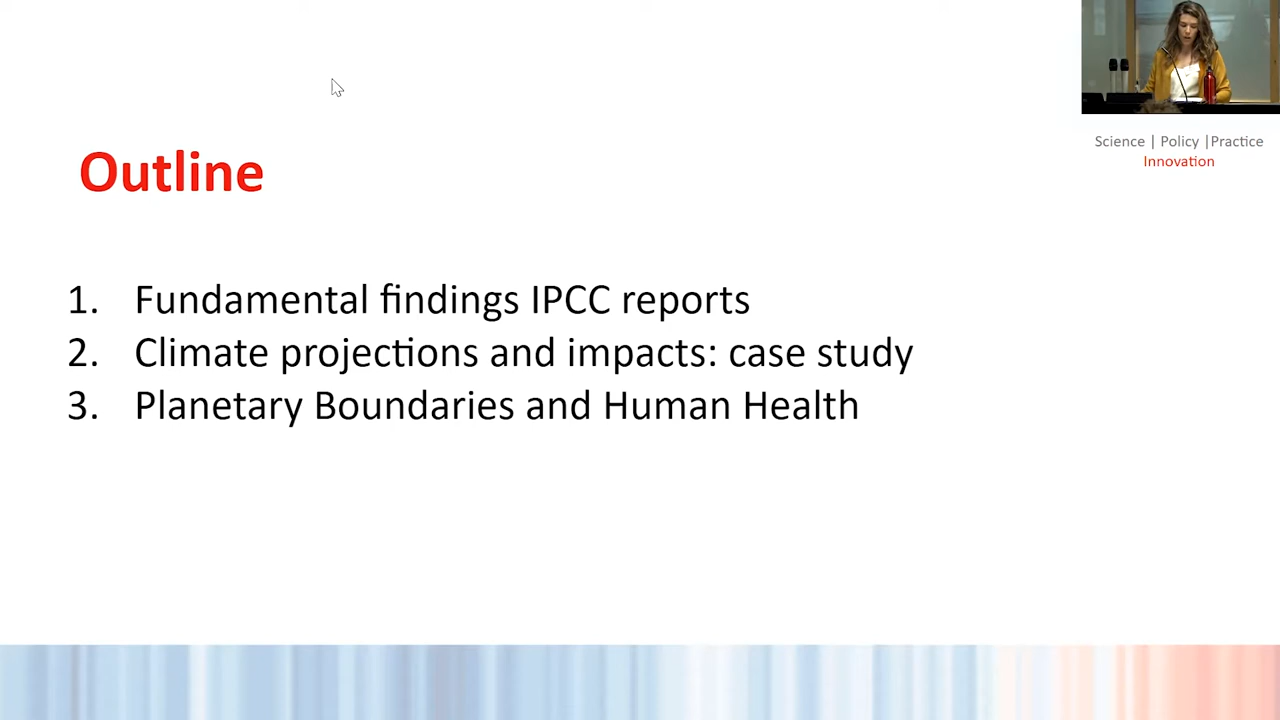 Science | Policy |Practice
Innovation
Outline
1. Fundamental findings IPCC reports
2. Climate projections and impacts: case study
3. Planetary Boundaries and Human Health